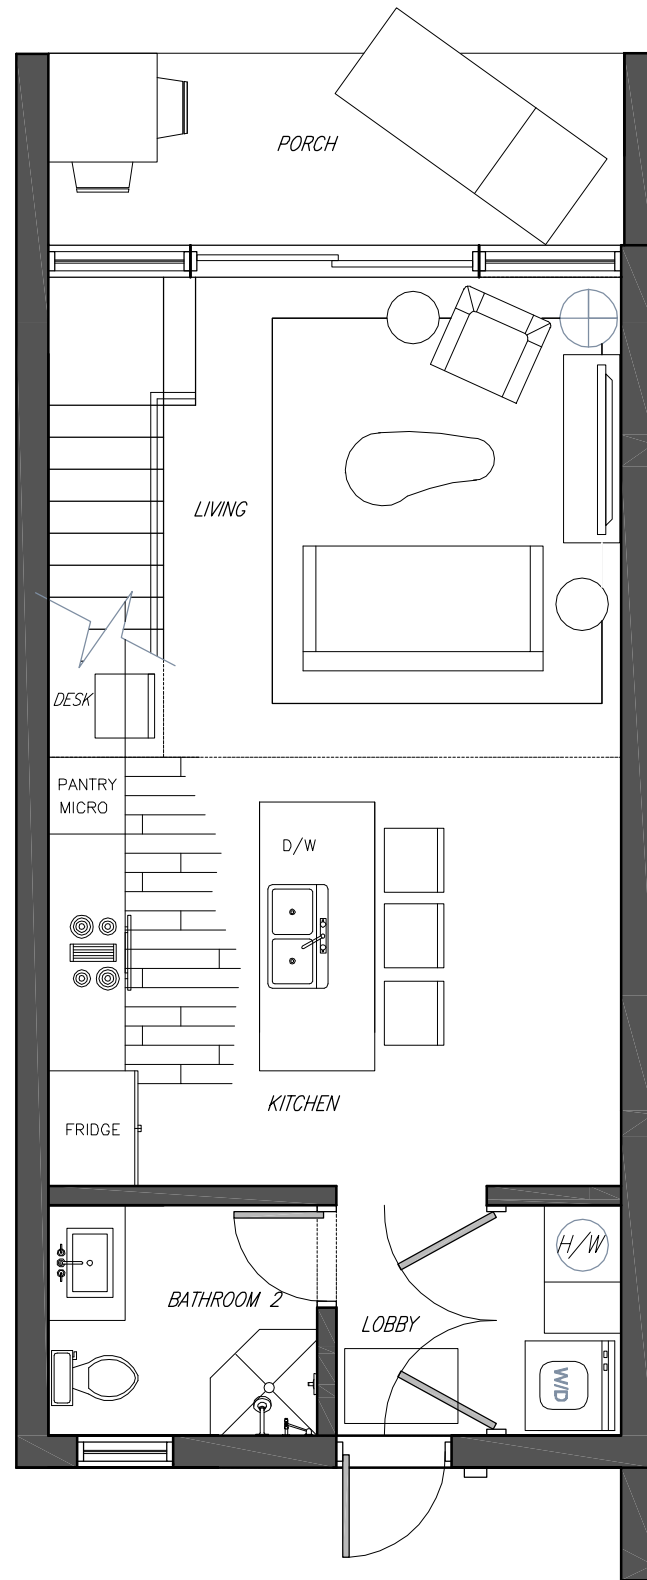 PORCH
LIVING
DESK
PANTRY
MICRO
D/W
KITCHEN
FRIDGE
H/W
BATHROOM 2
LOBBY
W/D